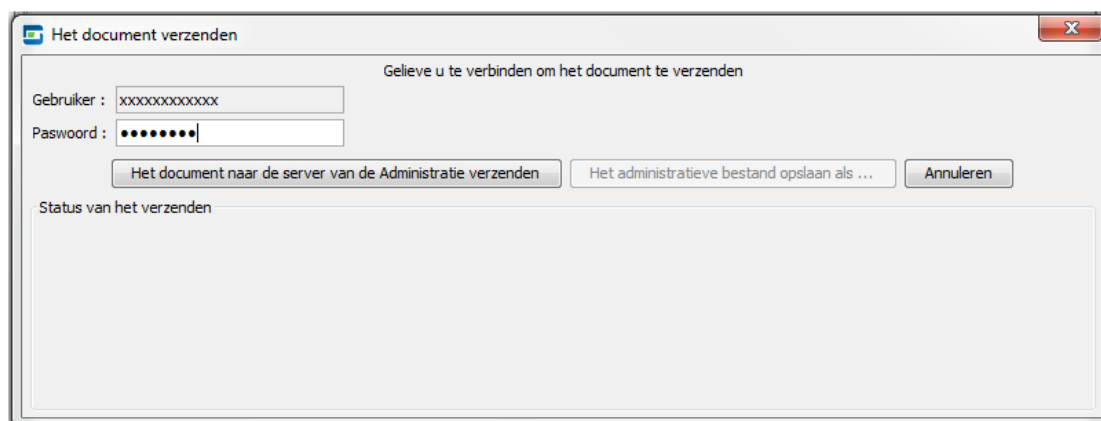 Het document verzenden
Gelieve u te verbinden om het document te verzenden
Gebruiker : xxxxxxxxxxxx
Paswoord : ●●●●●●●●
Het document naar de server van de Administratie verzenden Het administratieve bestand opslaan als ... Annuleren
Status van het verzenden